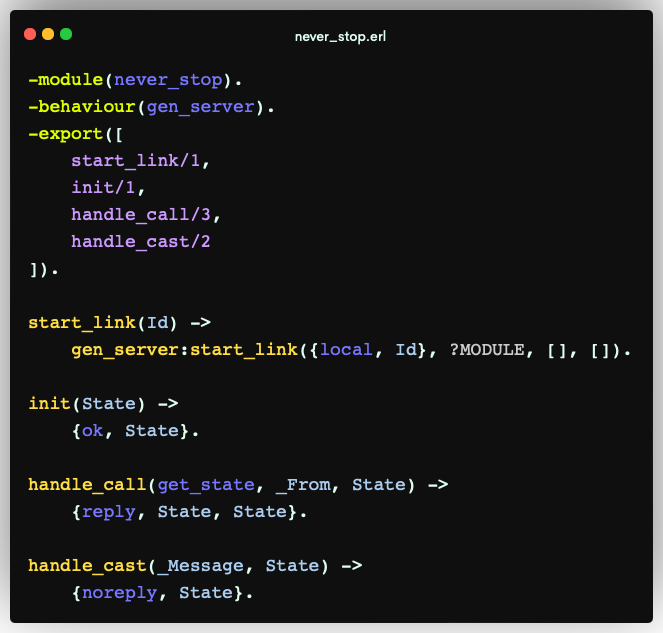 never_stop.erl
-module(never_stop).
-behaviour(gen_server).
-export([
    start_link/1,
    init/1,
    handle_call/3,
    handle_cast/2
]).
start_link(Id) ->
    gen_server:start_link({local, Id}, ?MODULE, [], []).
init(State) ->
    {ok, State}.
handle_call(get_state, _From, State) ->
    {reply, State, State}.
handle_cast(_Message, State) ->
    {noreply, State}.